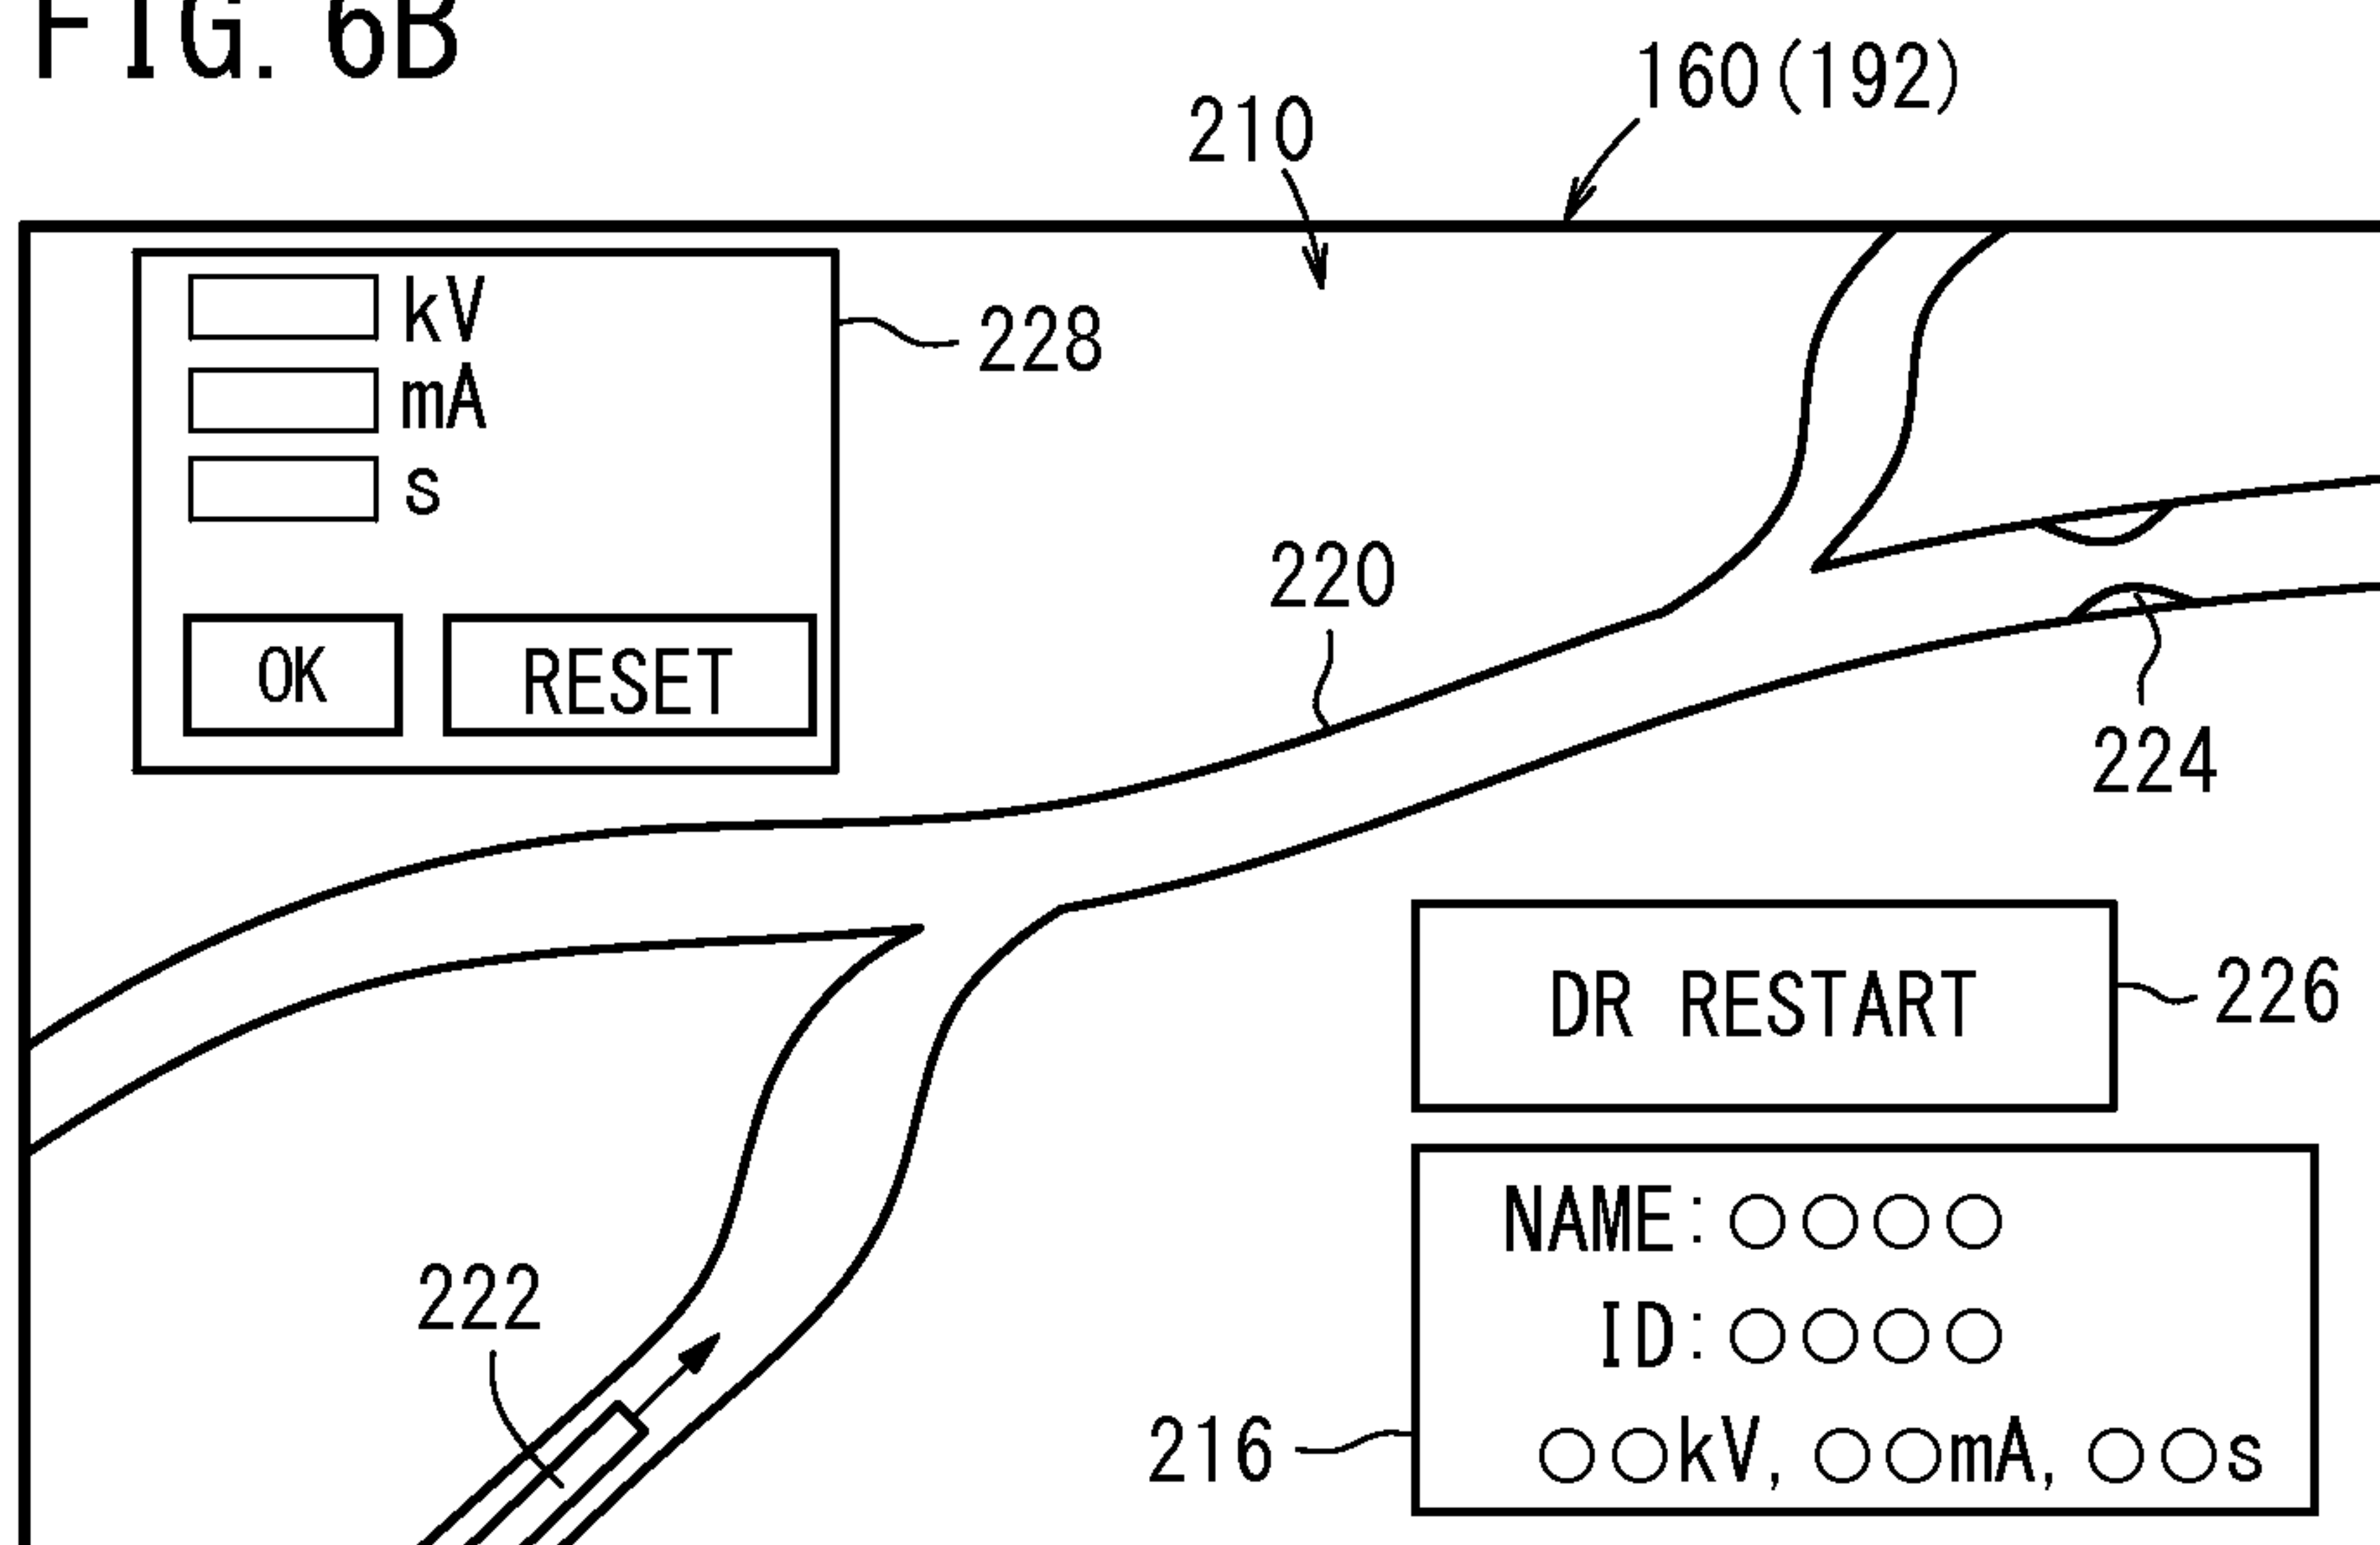 FIG. 6B
160(192)
210
kV
228
mA
s
220
OK
RESET
224
DR RESTART
226
NAME:○○○○
222
ID:○○○○
216
○○kV, ○○mA, ○○s